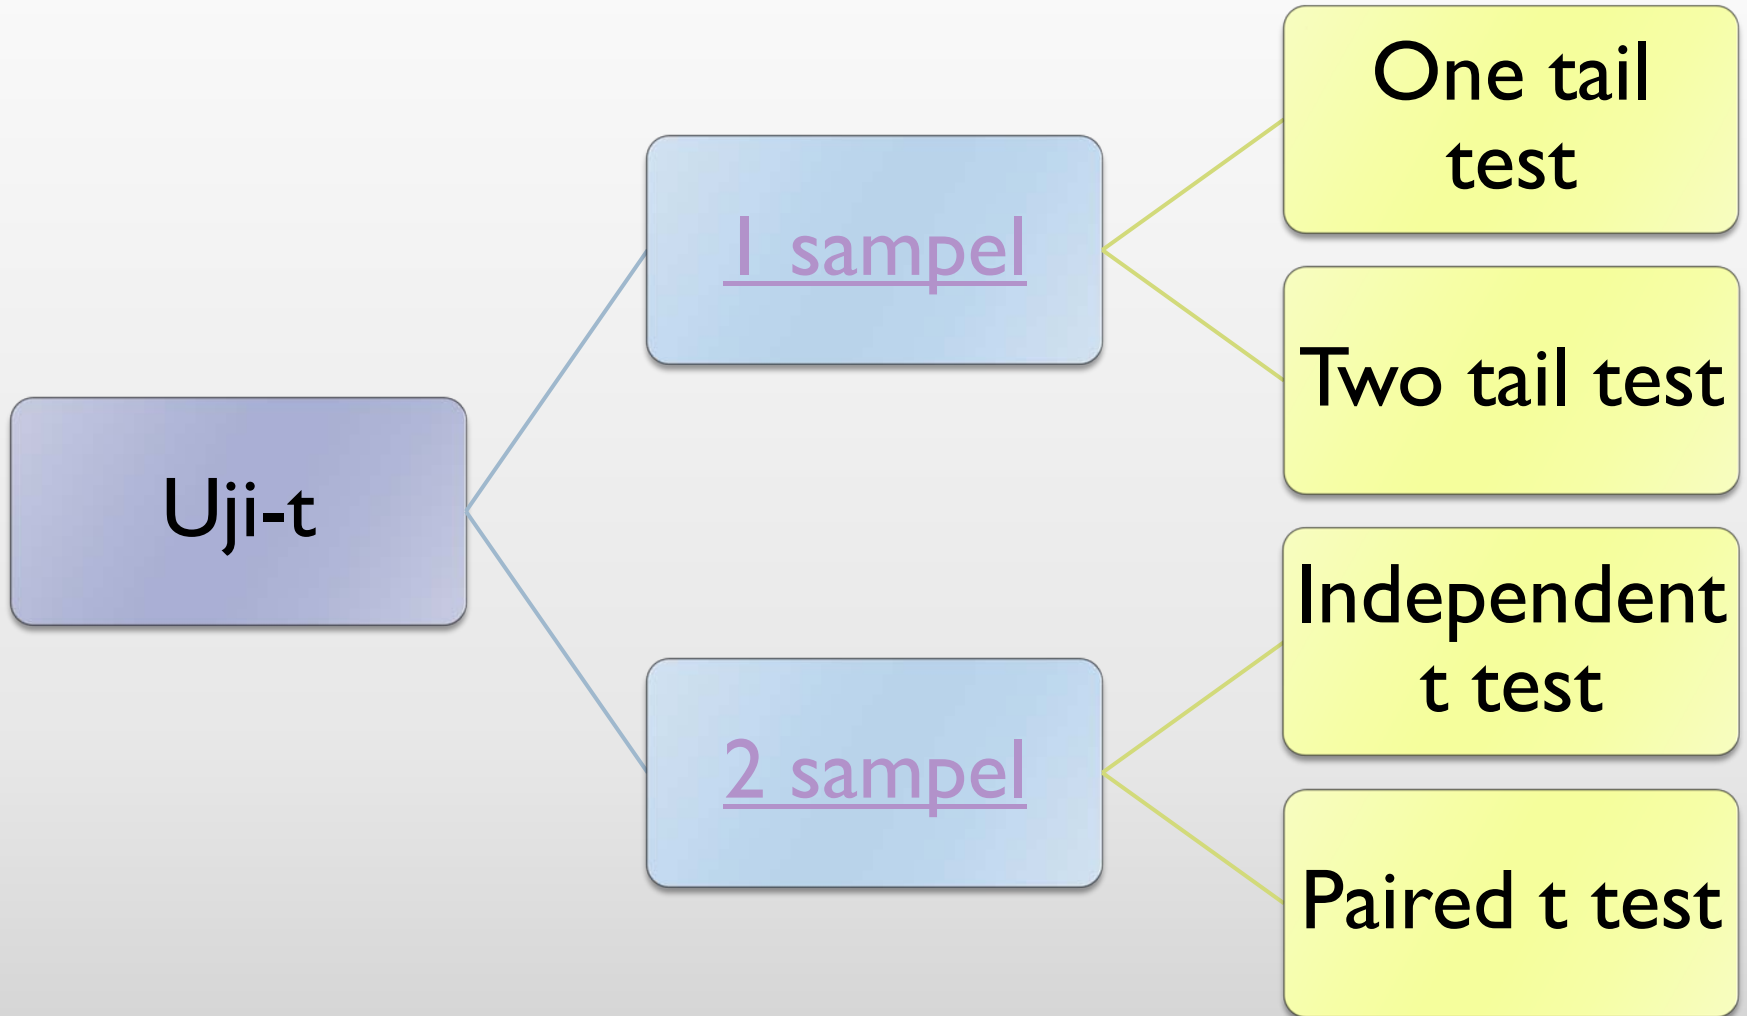 Uji-t
1 sampel
One tail
test
Two tail test
2 sampel
Independent
t test
Paired t test